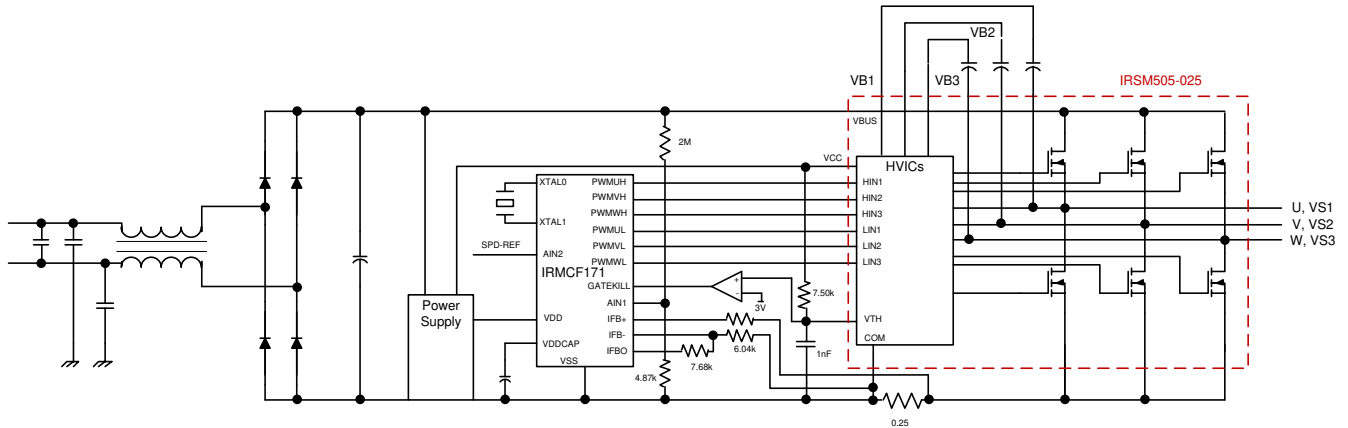 VB2
VB1
VB3
IRSM505-025
VBUS
2M
VCC
HVICs
XTAL0
PWMUH
HIN1
PWMVH
HIN2
PWMWH
HIN3
U, VS1
XTAL1
PWMUL
LIN1
V, VS2
SPD-REF
PWMVL
LIN2
W, VS3
AIN2
PWMWL
LIN3
IRMCF171
GATEKILL
+
-
7.50k
Power
Supply
AIN1
3V
VDD
IFB+
VTH
IFB-
COM
VDDCAP
6.04k
IFBO
1nF
VSS
7.68k
4.87k
0.25